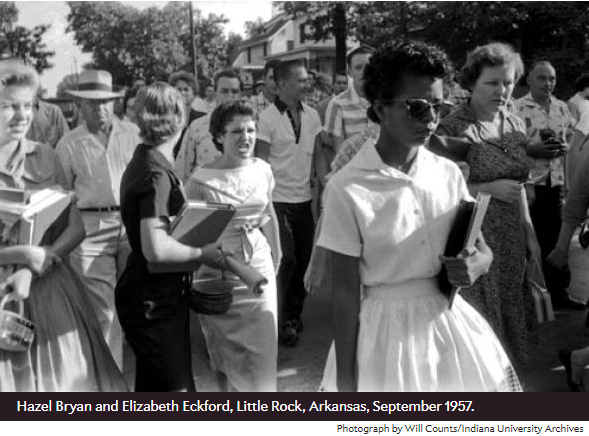 Hazel Bryan and Elizabeth Eckford, Little Rock, Arkansas, September 1957.
Photograph by Will Counts/Indiana University Archives